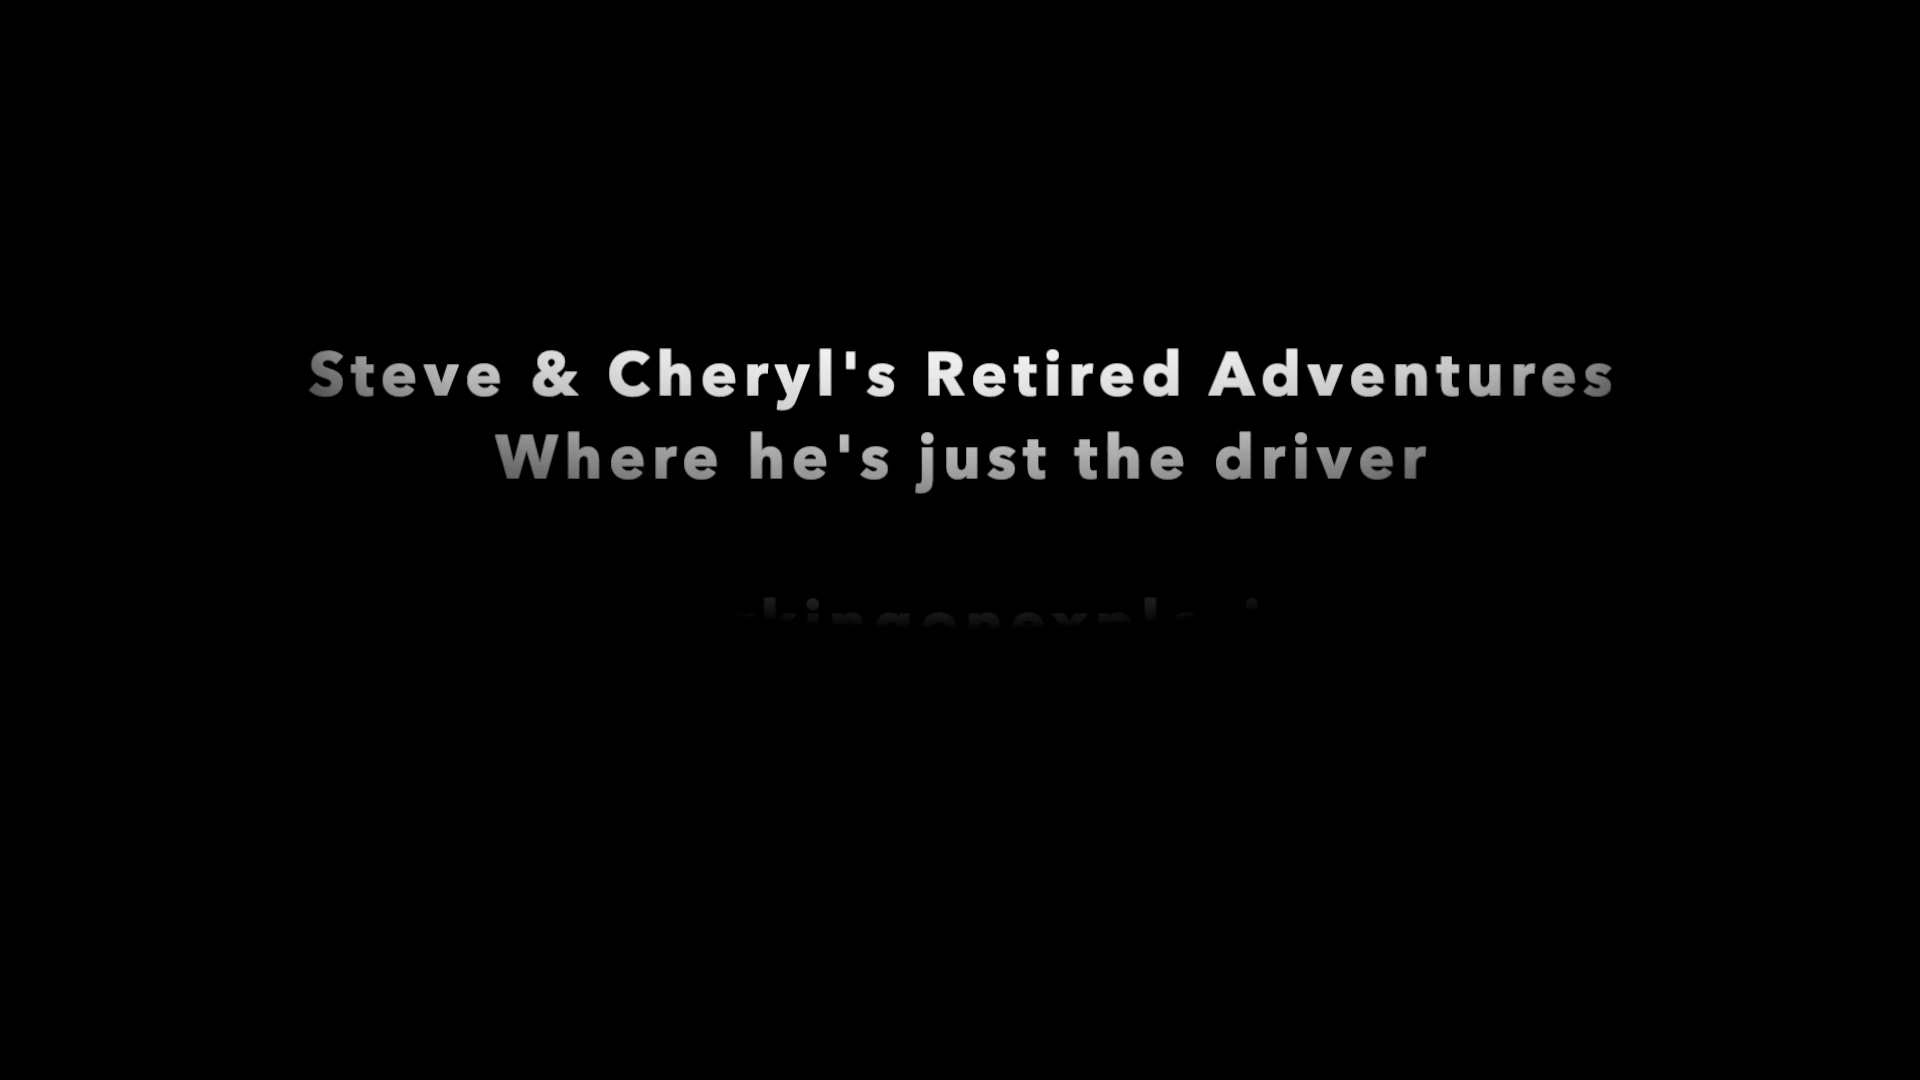 Steve & Cheryl's Retired Adventures
Where he's just the driver